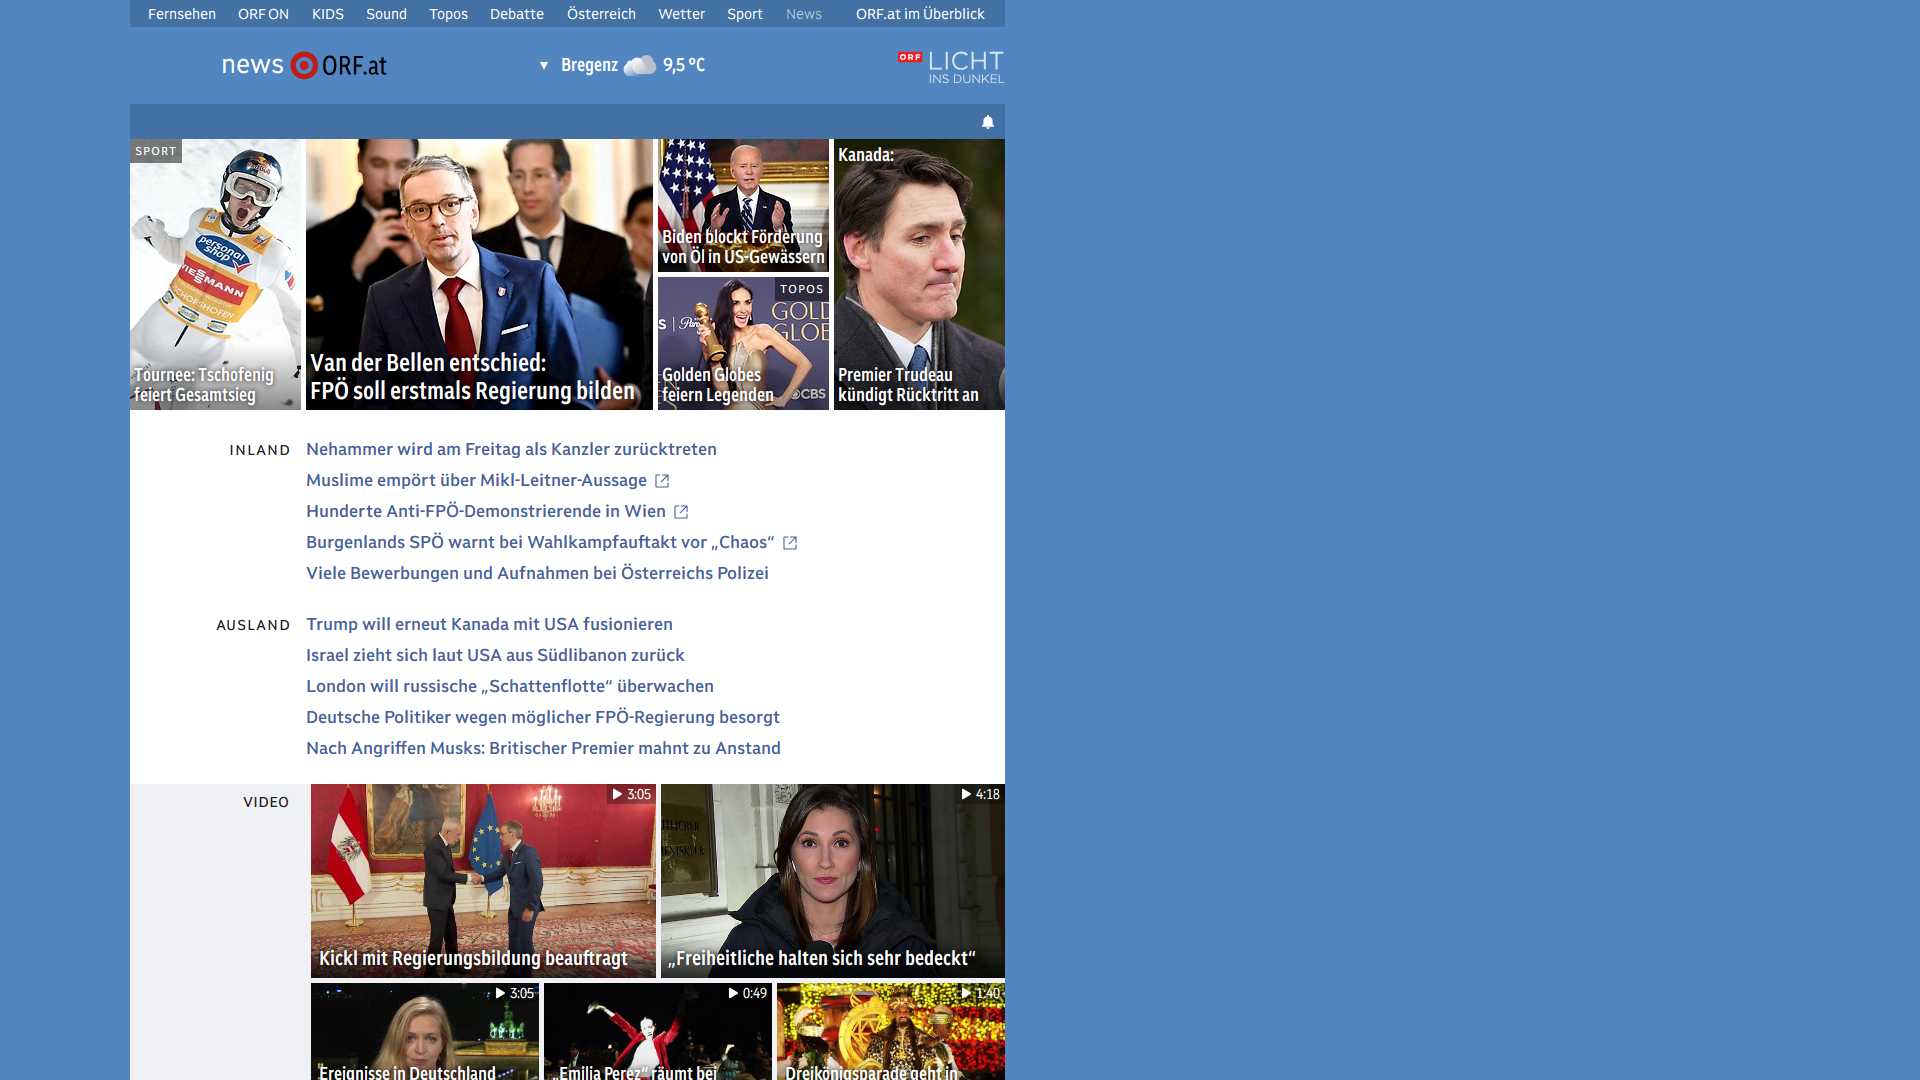 Fernsehen ORF ON KIDS Sound Topos Debatte Österreich Wetter Sport News ORF.at im Überblick
news ORF.at
Bregenz 9,5 °C
ORF LICHT
INS DUNKEL
SPORT
Tournee: Tschofenig
feiert Gesamtsieg
personal
shop
VIESSMANN
Van der Bellen entschied:
FPÖ soll erstmals Regierung bilden
Biden blockt Förderung
von Öl in US-Gewässern
TOPOS
GOLD
GLOB
CBS
Golden Globes
feiern Legenden
Kanada:
Premier Trudeau
kündigt Rücktritt an
INLAND
Nehammer wird am Freitag als Kanzler zurücktreten
Muslime empört über Mikl-Leitner-Aussage
Hunderte Anti-FPÖ-Demonstrierende in Wien
Burgenlands SPÖ warnt bei Wahlkampfauftakt vor „Chaos“
Viele Bewerbungen und Aufnahmen bei Österreichs Polizei
AUSLAND
Trump will erneut Kanada mit USA fusionieren
Israel zieht sich laut USA aus Südlibanon zurück
London will russische „Schattenflotte“ überwachen
Deutsche Politiker wegen möglicher FPÖ-Regierung besorgt
Nach Angriffen Musks: Britischer Premier mahnt zu Anstand
VIDEO
3:05
Kickl mit Regierungsbildung beauftragt
4:18
„Freiheitliche halten sich sehr bedeckt“
3:05
Ereignisse in Deutschland
0:49
„Emilia Perez“ räumt bei
1:40
Dreikönigsparade geht in